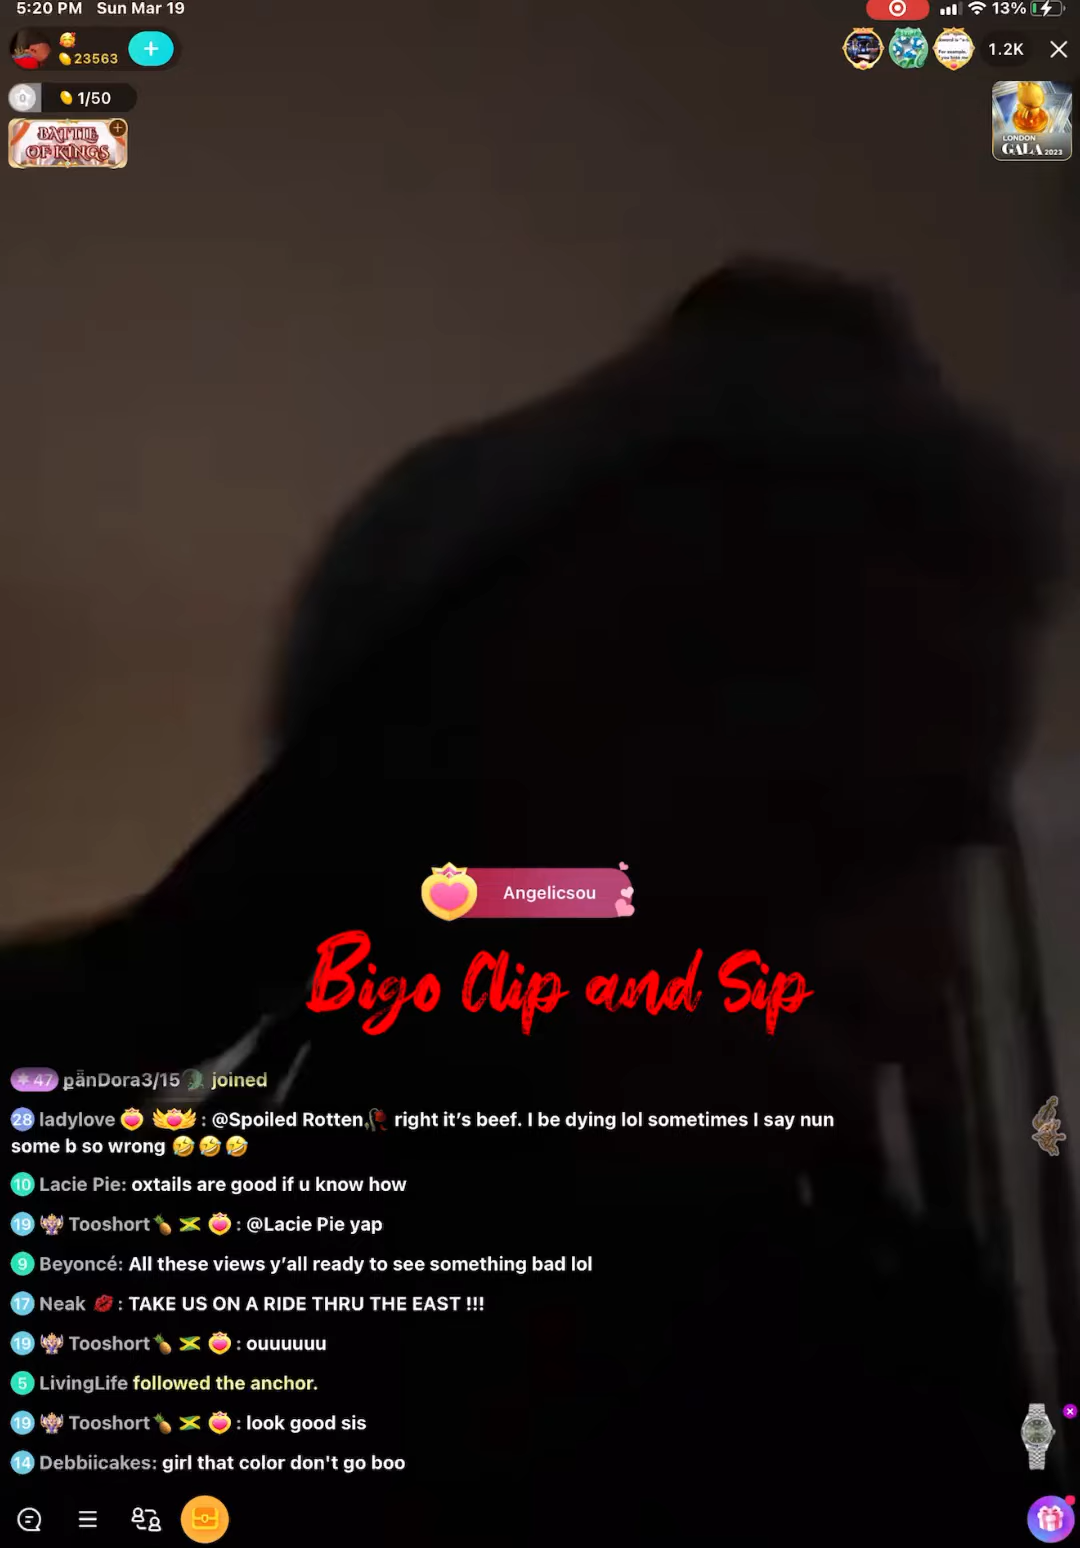 5:20 PM Sun Mar 19
13%
23563
1.2K
1/50
BATTLE
OF KINGS
LONDON
GALA 2023
Angelicsou
Bigo Clip and Sip
47 p̲ãnDora3/15 joined
28 ladylove : @Spoiled Rotten, right it’s beef. I be dying lol sometimes I say nun
some b so wrong 🤣🤣🤣
10 Lacie Pie: oxtails are good if u know how
19 Tooshort🍍 🇯🇲 : @Lacie Pie yap
9 Beyoncé: All these views y’all ready to see something bad lol
17 Neak 💋 : TAKE US ON A RIDE THRU THE EAST !!!
19 Tooshort🍍 🇯🇲 : ouuuuuu
5 LivingLife followed the anchor.
19 Tooshort🍍 🇯🇲 : look good sis
14 Debbiicakes: girl that color don't go boo